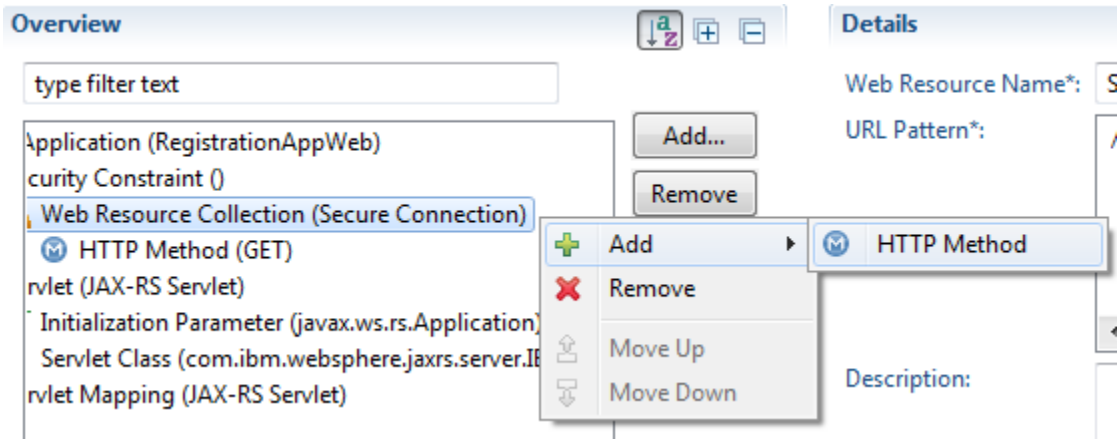 Overview
Details
type filter text
Web Resource Name*:
S
URL Pattern*:
/
Application (RegistrationAppWeb)
Add...
curity Constraint ()
Remove
Web Resource Collection (Secure Connection)
HTTP Method (GET)
Add
HTTP Method
rvlet (JAX-RS Servlet)
Remove
Initialization Parameter (javax.ws.rs.Application)
Servlet Class (com.ibm.websphere.jaxrs.server.IB
Move Up
rvlet Mapping (JAX-RS Servlet)
Move Down
Description: